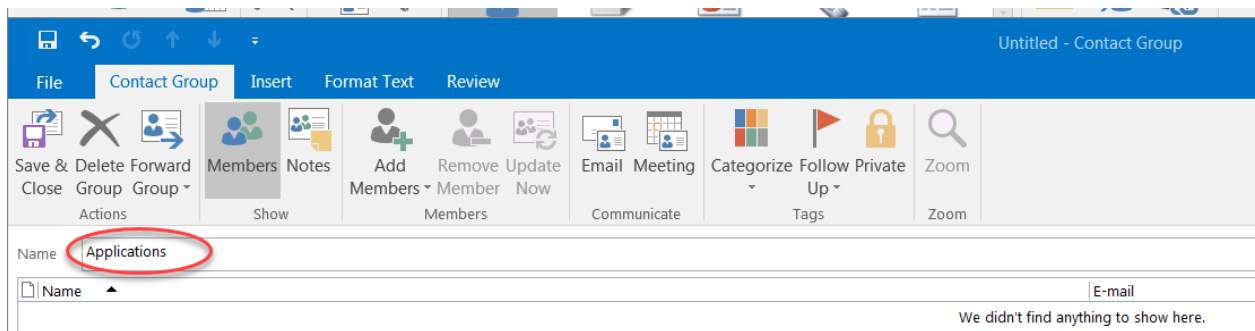 Untitled - Contact Group
File Contact Group Insert Format Text Review
Save & Close Delete Group Forward Group Members Notes Add Members Remove Member Update Now Email Meeting Categorize Follow Up Private Zoom
Actions Show Members Communicate Tags Zoom
Name Applications
Name E-mail
We didn't find anything to show here.